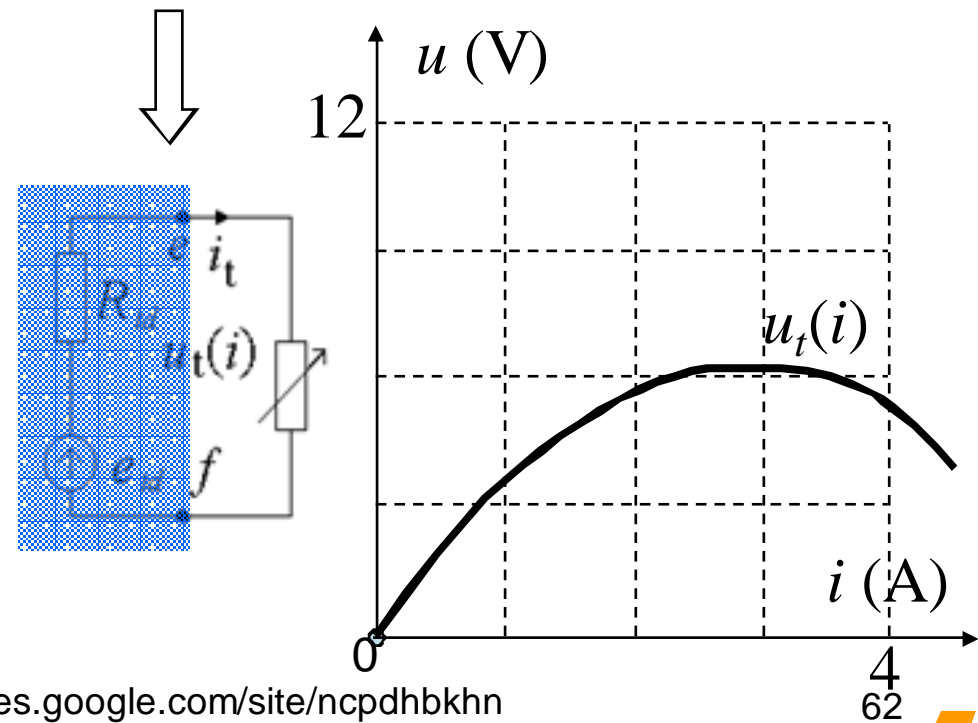 u (V)
12
e
i_t
R_td
u_t(i)
u_t(i)
e_td
f
i (A)
0
4
es.google.com/site/ncpdhbkhn
62